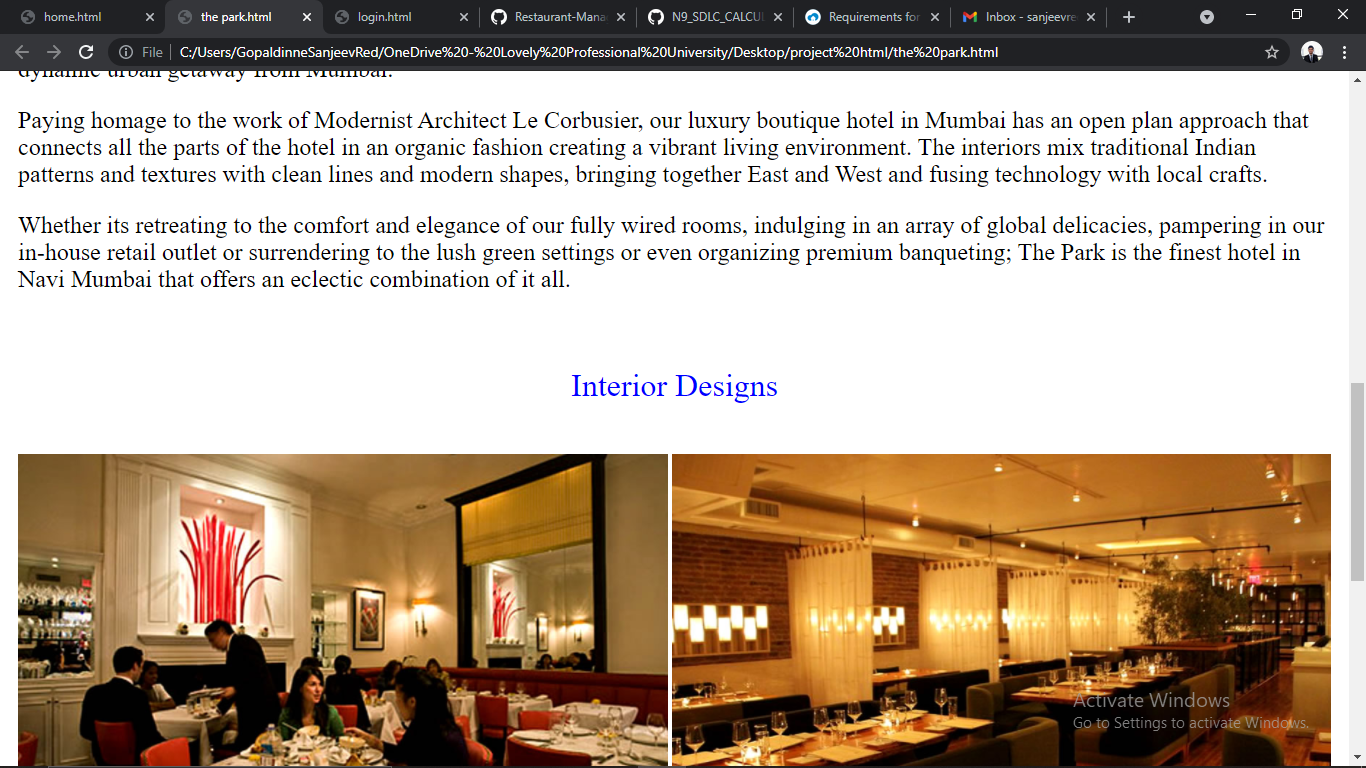 home.html
the park.html
login.html
Restaurant-Mana
N9_SDLC_CALCUL
Requirements for
Inbox - sanjeevre
File
C:/Users/GopaldinneSanjeevRed/OneDrive%20-%20Lovely%20Professional%20University/Desktop/project%20html/the%20park.html
dynamic urban getaway from Mumbai.
Paying homage to the work of Modernist Architect Le Corbusier, our luxury boutique hotel in Mumbai has an open plan approach that
connects all the parts of the hotel in an organic fashion creating a vibrant living environment. The interiors mix traditional Indian
patterns and textures with clean lines and modern shapes, bringing together East and West and fusing technology with local crafts.
Whether its retreating to the comfort and elegance of our fully wired rooms, indulging in an array of global delicacies, pampering in our
in-house retail outlet or surrendering to the lush green settings or even organizing premium banqueting; The Park is the finest hotel in
Navi Mumbai that offers an eclectic combination of it all.
Interior Designs
Activate Windows
Go to Settings to activate Windows.